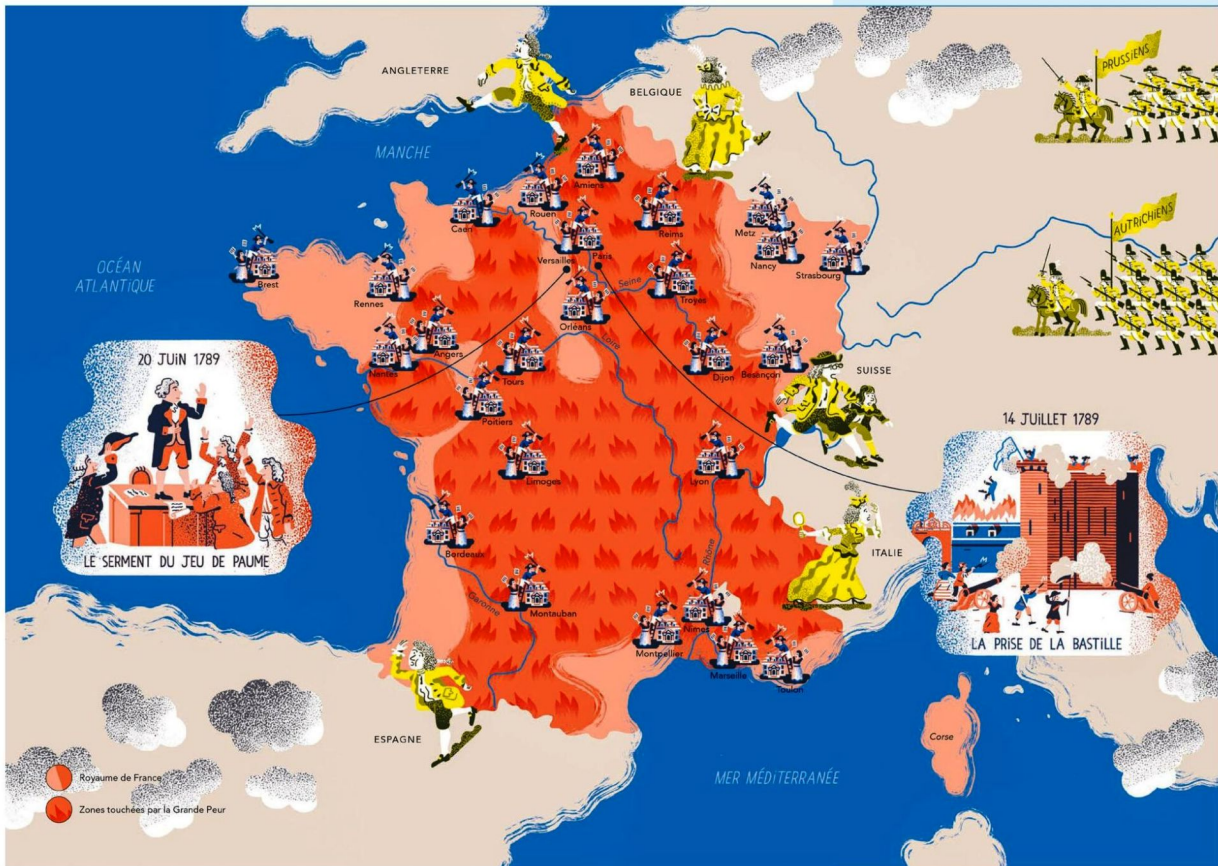 ANGLETERRE
BELGIQUE
PRUSSIENS
MANCHE
Amiens
Rouen
Caen
Reims
Metz
Versailles
Paris
Nancy
Strasbourg
AUTRICHIENS
OCÉAN
ATLANTIQUE
Brest
Rennes
Seine
Troyes
Orléans
Loire
Angers
Nantes
Tours
Dijon
Besançon
SUISSE
20 JUiN 1789
LE SERMENT DU JEU DE PAUME
Poitiers
Limoges
Lyon
14 JUiLLET 1789
LA PRISE DE LA BASTILLE
Bordeaux
Rhône
ITALIE
Garonne
Montauban
Nîmes
Montpellier
Marseille
Toulon
ESPAGNE
Corse
MER MÉDiTERRANÉE
Royaume de France
Zones touchées par la Grande Peur